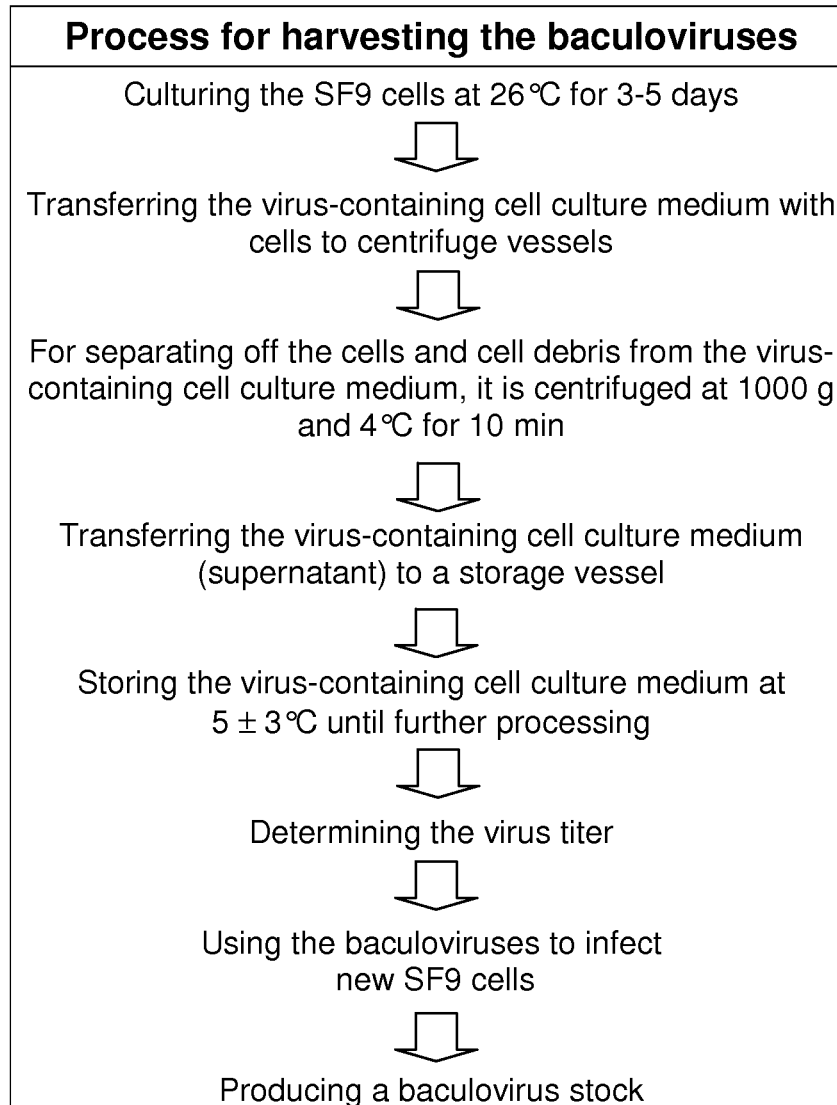 Process for harvesting the baculoviruses
Culturing the SF9 cells at 26°C for 3-5 days
Transferring the virus-containing cell culture medium with
cells to centrifuge vessels
For separating off the cells and cell debris from the virus-
containing cell culture medium, it is centrifuged at 1000 g
and 4°C for 10 min
Transferring the virus-containing cell culture medium
(supernatant) to a storage vessel
Storing the virus-containing cell culture medium at
5 ± 3°C until further processing
Determining the virus titer
Using the baculoviruses to infect
new SF9 cells
Producing a baculovirus stock